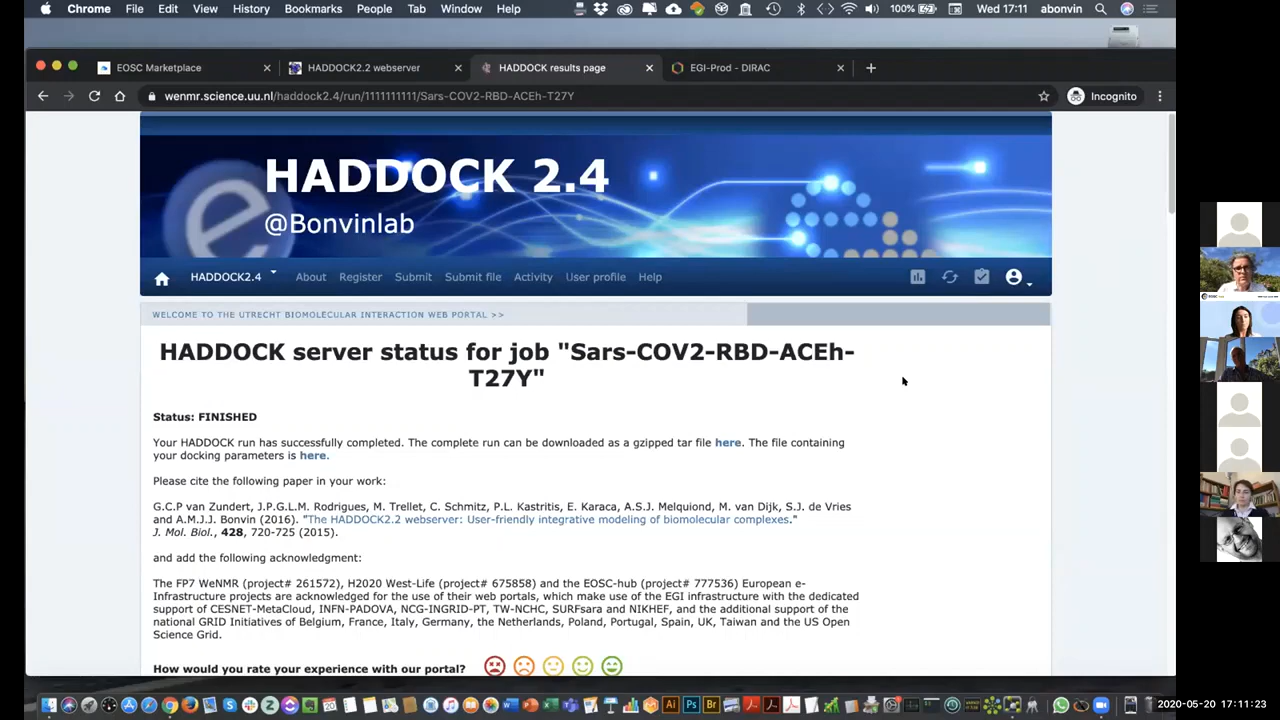 Chrome File Edit View History Bookmarks People Tab Window Help 100% Wed 17:11 abonvin
EOSC Marketplace HADDOCK2.2 webserver HADDOCK results page EGI-Prod - DIRAC
wenmr.science.uu.nl/haddock2.4/run/1111111111/Sars-COV2-RBD-ACEh-T27Y Incognito
HADDOCK 2.4
@Bonvinlab
HADDOCK2.4 About Register Submit Submit file Activity User profile Help
WELCOME TO THE UTRECHT BIOMOLECULAR INTERACTION WEB PORTAL >>
HADDOCK server status for job "Sars-COV2-RBD-ACEh-
T27Y"
Status: FINISHED
Your HADDOCK run has successfully completed. The complete run can be downloaded as a gzipped tar file here. The file containing
your docking parameters is here.
Please cite the following paper in your work:
G.C.P van Zundert, J.P.G.L.M. Rodrigues, M. Trellet, C. Schmitz, P.L. Kastritis, E. Karaca, A.S.J. Melquiond, M. van Dijk, S.J. de Vries
and A.M.J.J. Bonvin (2016). "The HADDOCK2.2 webserver: User-friendly integrative modeling of biomolecular complexes."
J. Mol. Biol., 428, 720-725 (2015).
and add the following acknowledgment:
The FP7 WeNMR (project# 261572), H2020 West-Life (project# 675858) and the EOSC-hub (project# 777536) European e-
Infrastructure projects are acknowledged for the use of their web portals, which make use of the EGI infrastructure with the dedicated
support of CESNET-MetaCloud, INFN-PADOVA, NCG-INGRID-PT, TW-NCHC, SURFsara and NIKHEF, and the additional support of the
national GRID Initiatives of Belgium, France, Italy, Germany, the Netherlands, Poland, Portugal, Spain, UK, Taiwan and the US Open
Science Grid.
How would you rate your experience with our portal?
Ai Ps Br
2020-05-20 17:11:23